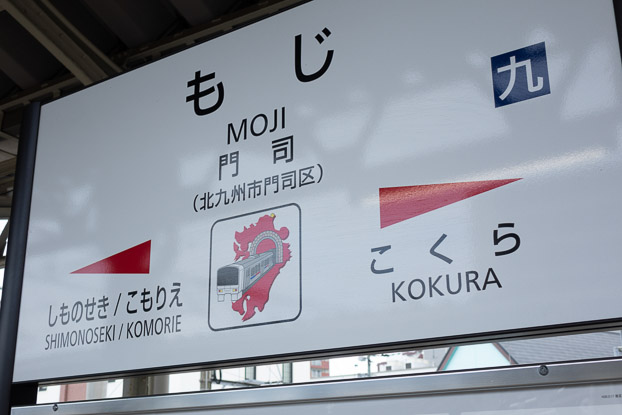 もじ
九
MOJI
門司
(北九州市門司区)
しものせき / こもりえ
SHIMONOSEKI / KOMORIE
こくら
KOKURA